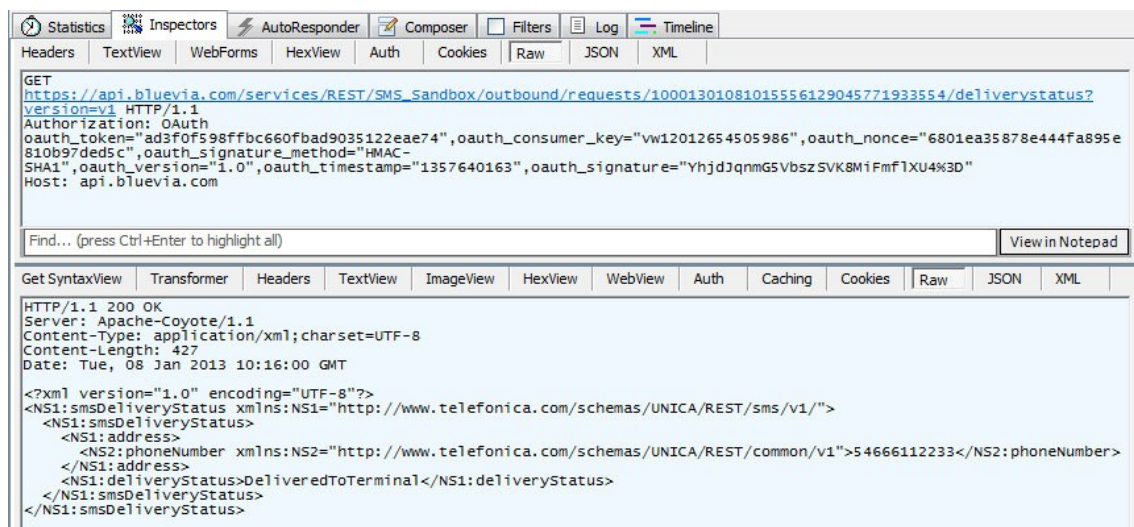 Statistics Inspectors AutoResponder Composer Filters Log Timeline
Headers TextView WebForms HexView Auth Cookies Raw JSON XML
GET
https://api.bluevia.com/services/REST/SMS_Sandbox/outbound/requests/10001301081015556129045771933554/deliverystatus?
version=v1 HTTP/1.1
Authorization: OAuth
oauth_token="ad3f0f598ffbc660fbad9035122eae74",oauth_consumer_key="vw12012654505986",oauth_nonce="6801ea35878e444fa895e
810b97ded5c",oauth_signature_method="HMAC-
SHA1",oauth_version="1.0",oauth_timestamp="1357640163",oauth_signature="YhjdJqnmG5VbszSVK8MiFmflXU4%3D"
Host: api.bluevia.com
Find... (press Ctrl+Enter to highlight all) View in Notepad
Get SyntaxView Transformer Headers TextView ImageView HexView WebView Auth Caching Cookies Raw JSON XML
HTTP/1.1 200 OK
Server: Apache-Coyote/1.1
Content-Type: application/xml;charset=UTF-8
Content-Length: 427
Date: Tue, 08 Jan 2013 10:16:00 GMT
<?xml version="1.0" encoding="UTF-8"?>
<NS1:smsDeliveryStatus xmlns:NS1="http://www.telefonica.com/schemas/UNICA/REST/sms/v1/">
<NS1:smsDeliveryStatus>
<NS1:address>
<NS2:phoneNumber xmlns:NS2="http://www.telefonica.com/schemas/UNICA/REST/common/v1">54666112233</NS2:phoneNumber>
</NS1:address>
<NS1:deliveryStatus>DeliveredToTerminal</NS1:deliveryStatus>
</NS1:smsDeliveryStatus>
</NS1:smsDeliveryStatus>